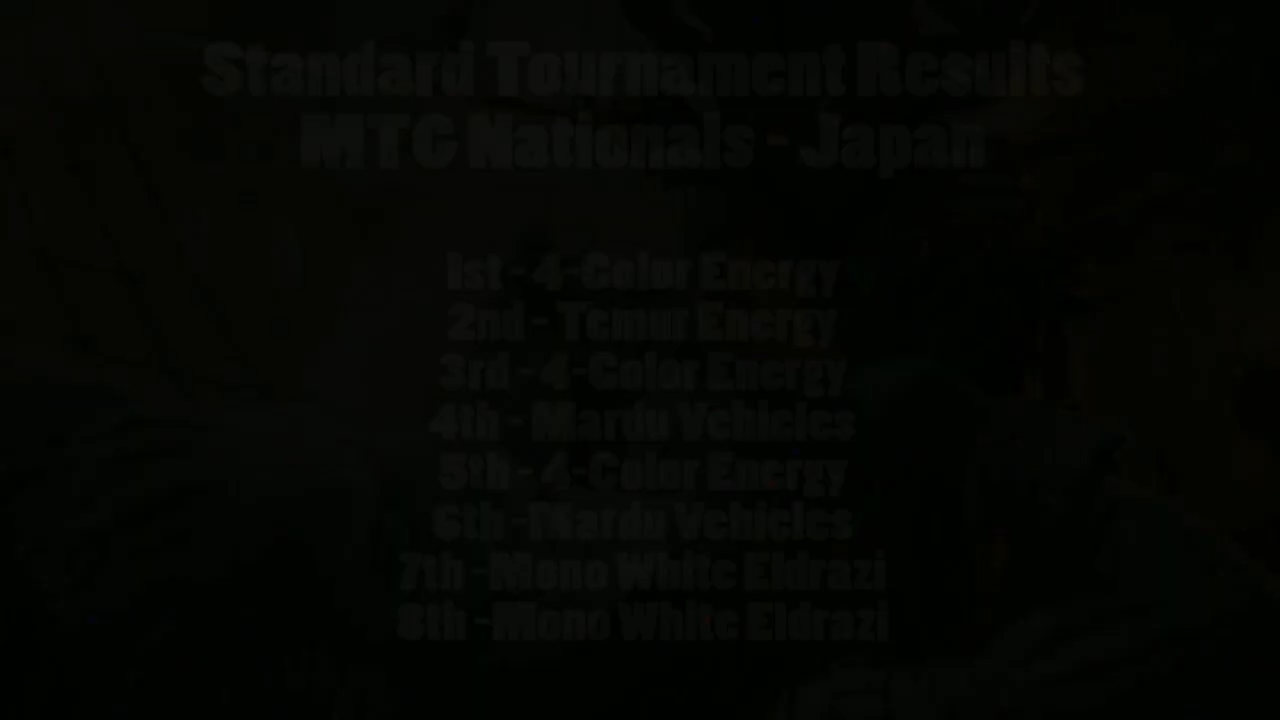 Standard Tournament Results
MTG Nationals - Japan
1st - 4-Color Energy
2nd - Temur Energy
3rd - 4-Color Energy
4th - Mardu Vehicles
5th - 4-Color Energy
6th -Mardu Vehicles
7th -Mono White Eldrazi
8th -Mono White Eldrazi